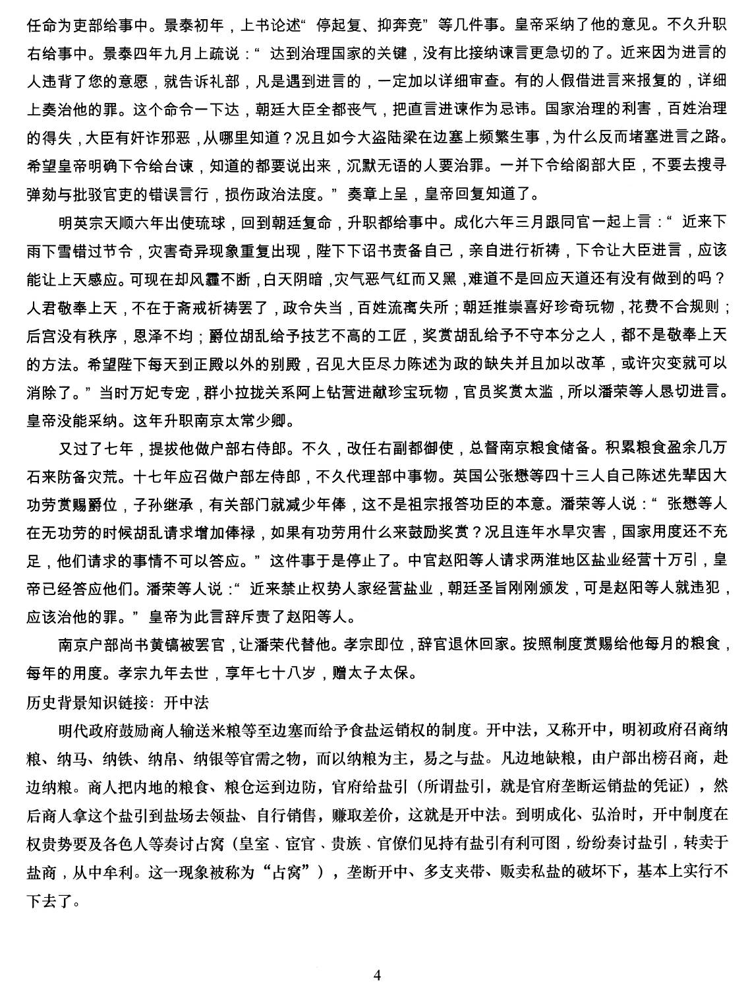 任命为吏部给事中。景泰初年，上书论述“停起复、抑奔竞”等几件事。皇帝采纳了他的意见。不久升职
右给事中。景泰四年九月上疏说：“达到治理国家的关键，没有比接纳谏言更急切的了。近来因为进言的
人违背了您的意愿，就告诉礼部，凡是遇到进言的，一定加以详细审查。有的人假借进言来报复的，详细
上奏治他的罪。这个命令一下达，朝廷大臣全都丧气，把直言进谏作为忌讳。国家治理的利害，百姓治理
的得失，大臣有奸诈邪恶，从哪里知道？况且如今大盗陆梁在边塞上频繁生事，为什么反而堵塞进言之路。
希望皇帝明确下令给台谏，知道的都要说出来，沉默无语的人要治罪。一并下令给阁部大臣，不要去搜寻
弹劾与批驳官吏的错误言行，损伤政治法度。”奏章上呈，皇帝回复知道了。
明英宗天顺六年出使琉球，回到朝廷复命，升职都给事中。成化六年三月跟同官一起上言：“近来下
雨下雪错过节令，灾害奇异现象重复出现，陛下下诏书责备自己，亲自进行祈祷，下令让大臣进言，应该
能让上天感应。可现在却风霾不断，白天阴暗，灾气恶气红而又黑，难道不是回应天道还有没有做到的吗？
人君敬奉上天，不在于斋戒祈祷罢了，政令失当，百姓流离失所；朝廷推崇喜好珍奇玩物，花费不合规则；
后宫没有秩序，恩泽不均；爵位胡乱给予技艺不高的工匠，奖赏胡乱给予不守本分之人，都不是敬奉上天
的方法。希望陛下每天到正殿以外的别殿，召见大臣尽力陈述为政的缺失并且加以改革，或许灾变就可以
消除了。”当时万妃专宠，群小拉拢关系阿上钻营进献珍宝玩物，官员奖赏太滥，所以潘荣等人恳切进言。
皇帝没能采纳。这年升职南京太常少卿。
又过了七年，提拔他做户部右侍郎。不久，改任右副都御使，总督南京粮食储备。积累粮食盈余几万
石来防备灾荒。十七年应召做户部左侍郎，不久代理部中事物。英国公张懋等四十三人自己陈述先辈因大
功劳赏赐爵位，子孙继承，有关部门就减少年俸，这不是祖宗报答功臣的本意。潘荣等人说：“张懋等人
在无功劳的时候胡乱请求增加俸禄，如果有功劳用什么来鼓励奖赏？况且连年水旱灾害，国家用度还不充
足，他们请求的事情不可以答应。”这件事于是停止了。中官赵阳等人请求两淮地区盐业经营十万引，皇
帝已经答应他们。潘荣等人说：“近来禁止权势人家经营盐业，朝廷圣旨刚刚颁发，可是赵阳等人就违犯，
应该治他的罪。”皇帝为此言辞斥责了赵阳等人。
南京户部尚书黄镐被罢官，让潘荣代替他。孝宗即位，辞官退休回家。按照制度赏赐给他每月的粮食，
每年的用度。孝宗九年去世，享年七十八岁，赠太子太保。
历史背景知识链接：开中法
明代政府鼓励商人输送米粮等至边塞而给予食盐运销权的制度。开中法，又称开中，明初政府召商纳
粮、纳马、纳铁、纳帛、纳银等官需之物，而以纳粮为主，易之与盐。凡边地缺粮，由户部出榜召商，赴
边纳粮。商人把内地的粮食、粮仓运到边防，官府给盐引（所谓盐引，就是官府垄断运销盐的凭证），然
后商人拿这个盐引到盐场去领盐、自行销售，赚取差价，这就是开中法。到明成化、弘治时，开中制度在
权贵势要及各色人等奏讨占窝（皇室、宦官、贵族、官僚们见持有盐引有利可图，纷纷奏讨盐引，转卖于
盐商，从中牟利。这一现象被称为“占窝”），垄断开中、多支夹带、贩卖私盐的破坏下，基本上实行不
下去了。
4